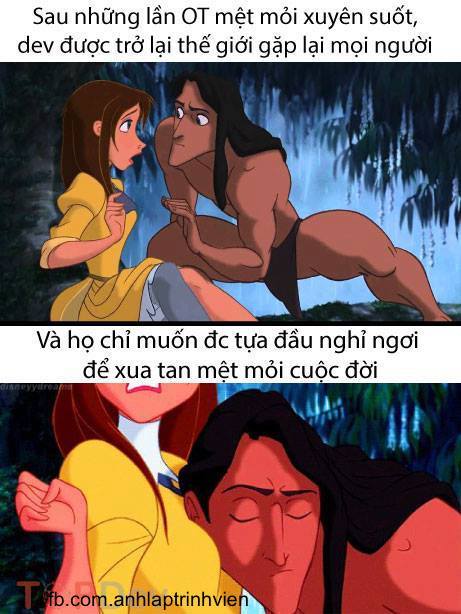 Sau những lần OT mệt mỏi xuyên suốt,
dev được trở lại thế giới gặp lại mọi người
Và họ chỉ muốn đc tựa đầu nghỉ ngơi
để xua tan mệt mỏi cuộc đời
disneyydreams
fb.com.anhlaptrinhvien